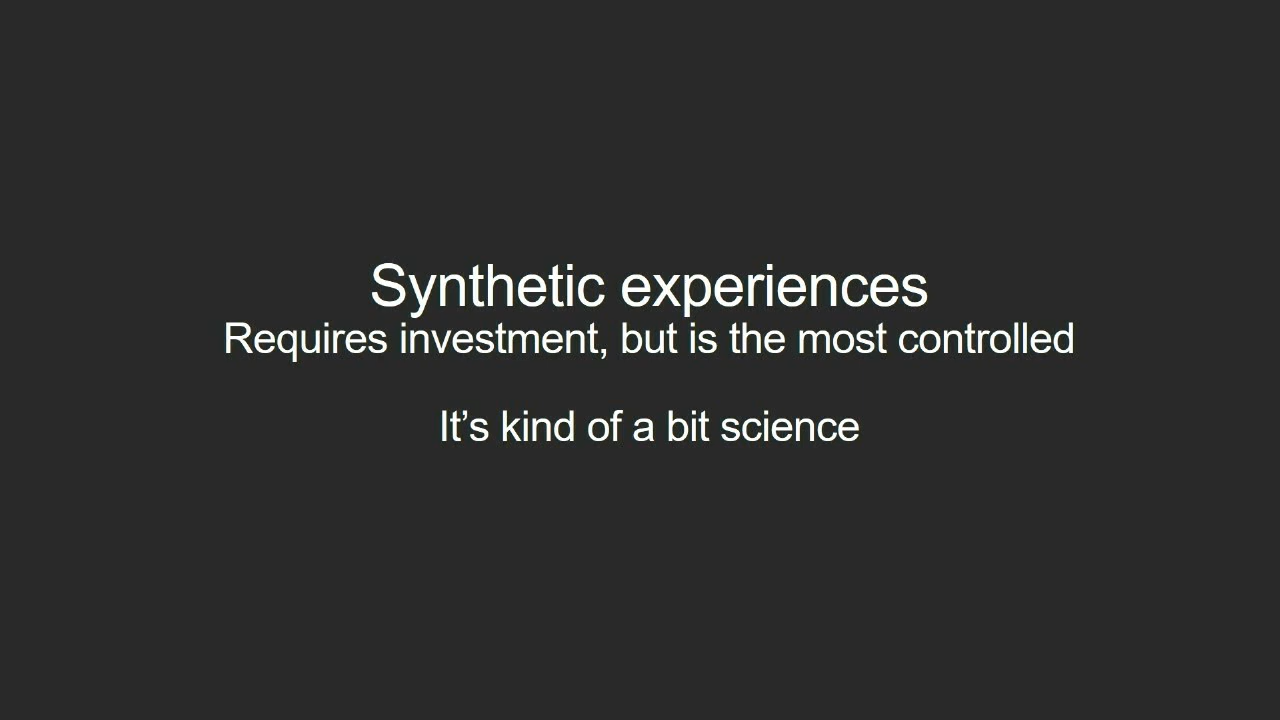 Synthetic experiences
Requires investment, but is the most controlled
It’s kind of a bit science